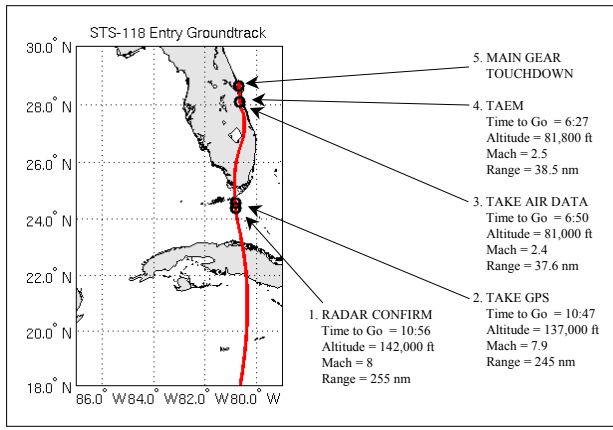 STS-118 Entry Groundtrack
30.0° N
28.0° N
26.0° N
24.0° N
22.0° N
20.0° N
18.0° N
86.0° W84.0° W82.0° W80.0° W
5. MAIN GEAR
TOUCHDOWN
4. TAEM
Time to Go = 6:27
Altitude = 81,800 ft
Mach = 2.5
Range = 38.5 nm
3. TAKE AIR DATA
Time to Go = 6:50
Altitude = 81,000 ft
Mach = 2.4
Range = 37.6 nm
2. TAKE GPS
Time to Go = 10:47
Altitude = 137,000 ft
Mach = 7.9
Range = 245 nm
1. RADAR CONFIRM
Time to Go = 10:56
Altitude = 142,000 ft
Mach = 8
Range = 255 nm